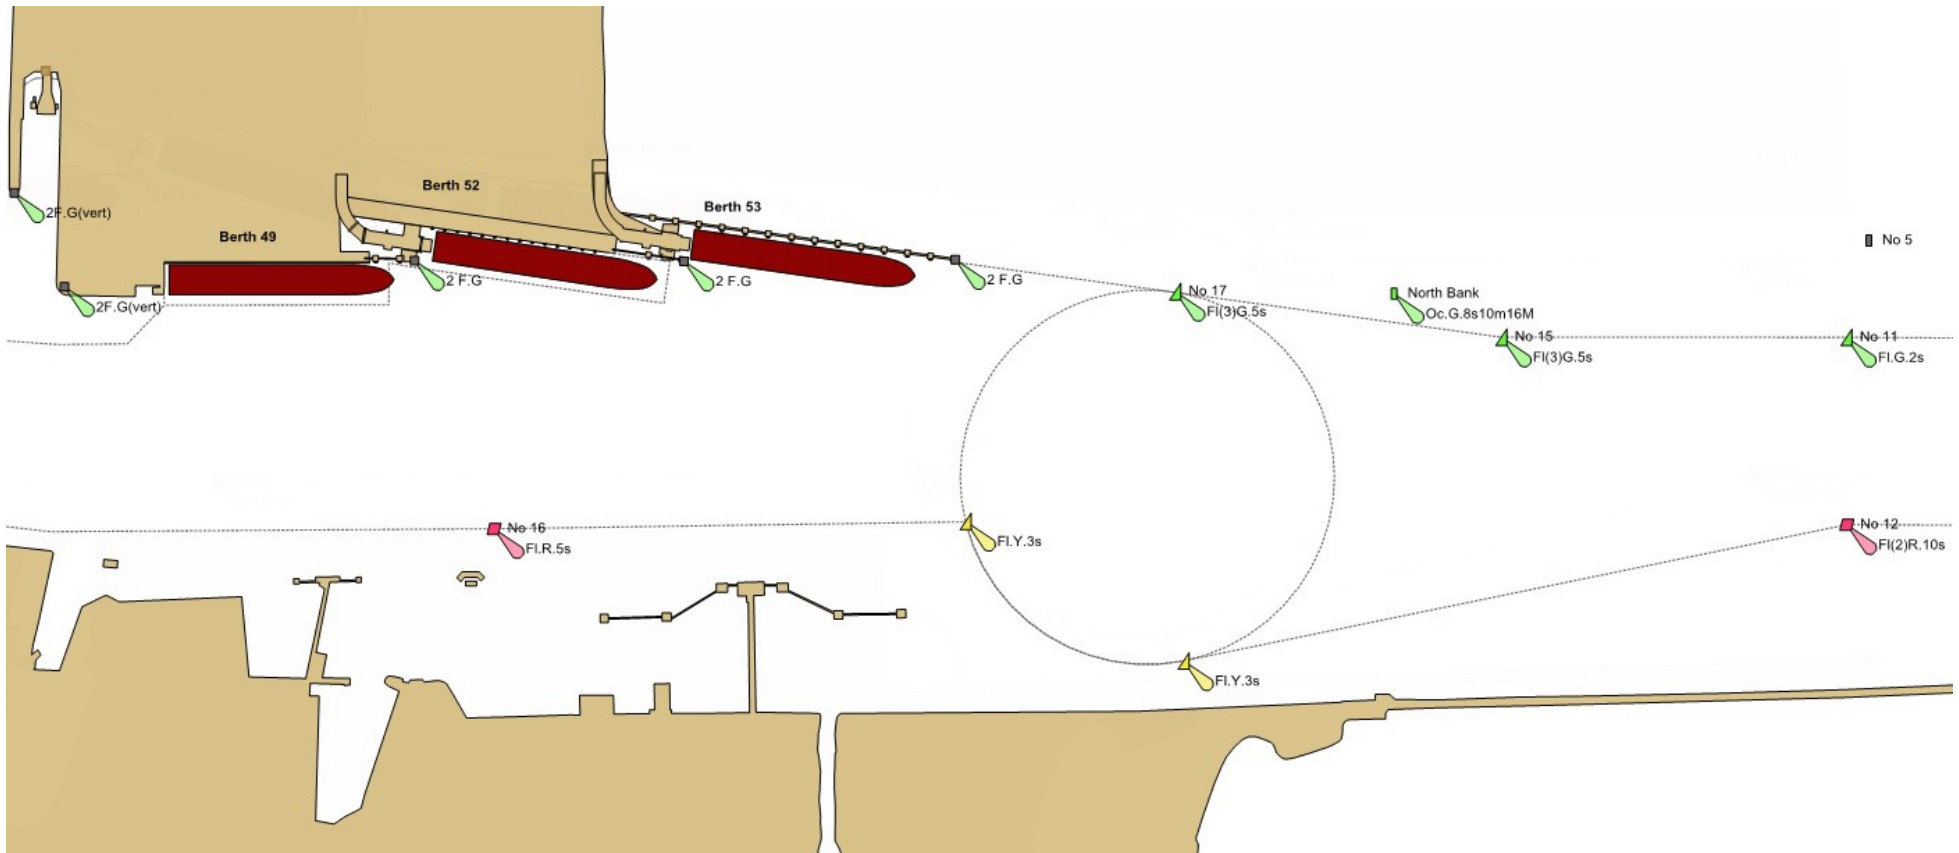 Berth 52
Berth 53
2F.G(vert)
Berth 49
No 5
2 F.G
2 F.G
2 F.G
No 17
Fl(3)G.5s
North Bank
Oc.G.8s10m16M
2F.G(vert)
No 15
Fl(3)G.5s
No 11
Fl.G.2s
No 16
Fl.R.5s
Fl.Y.3s
No 12
Fl(2)R.10s
Fl.Y.3s